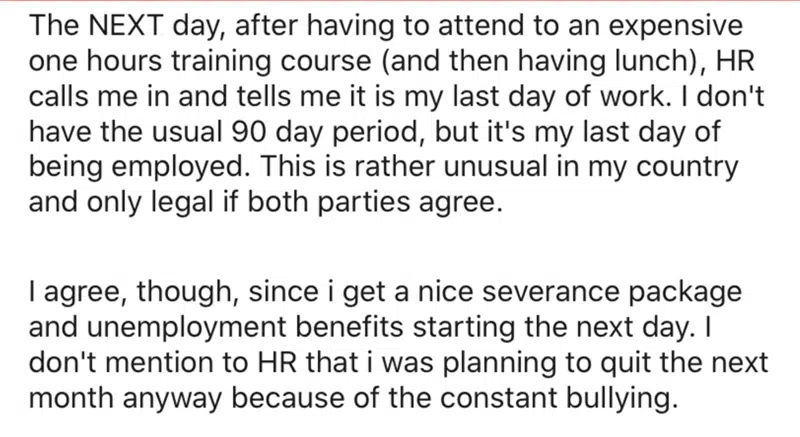 The NEXT day, after having to attend to an expensive
one hours training course (and then having lunch), HR
calls me in and tells me it is my last day of work. I don't
have the usual 90 day period, but it's my last day of
being employed. This is rather unusual in my country
and only legal if both parties agree.
I agree, though, since i get a nice severance package
and unemployment benefits starting the next day. I
don't mention to HR that i was planning to quit the next
month anyway because of the constant bullying.